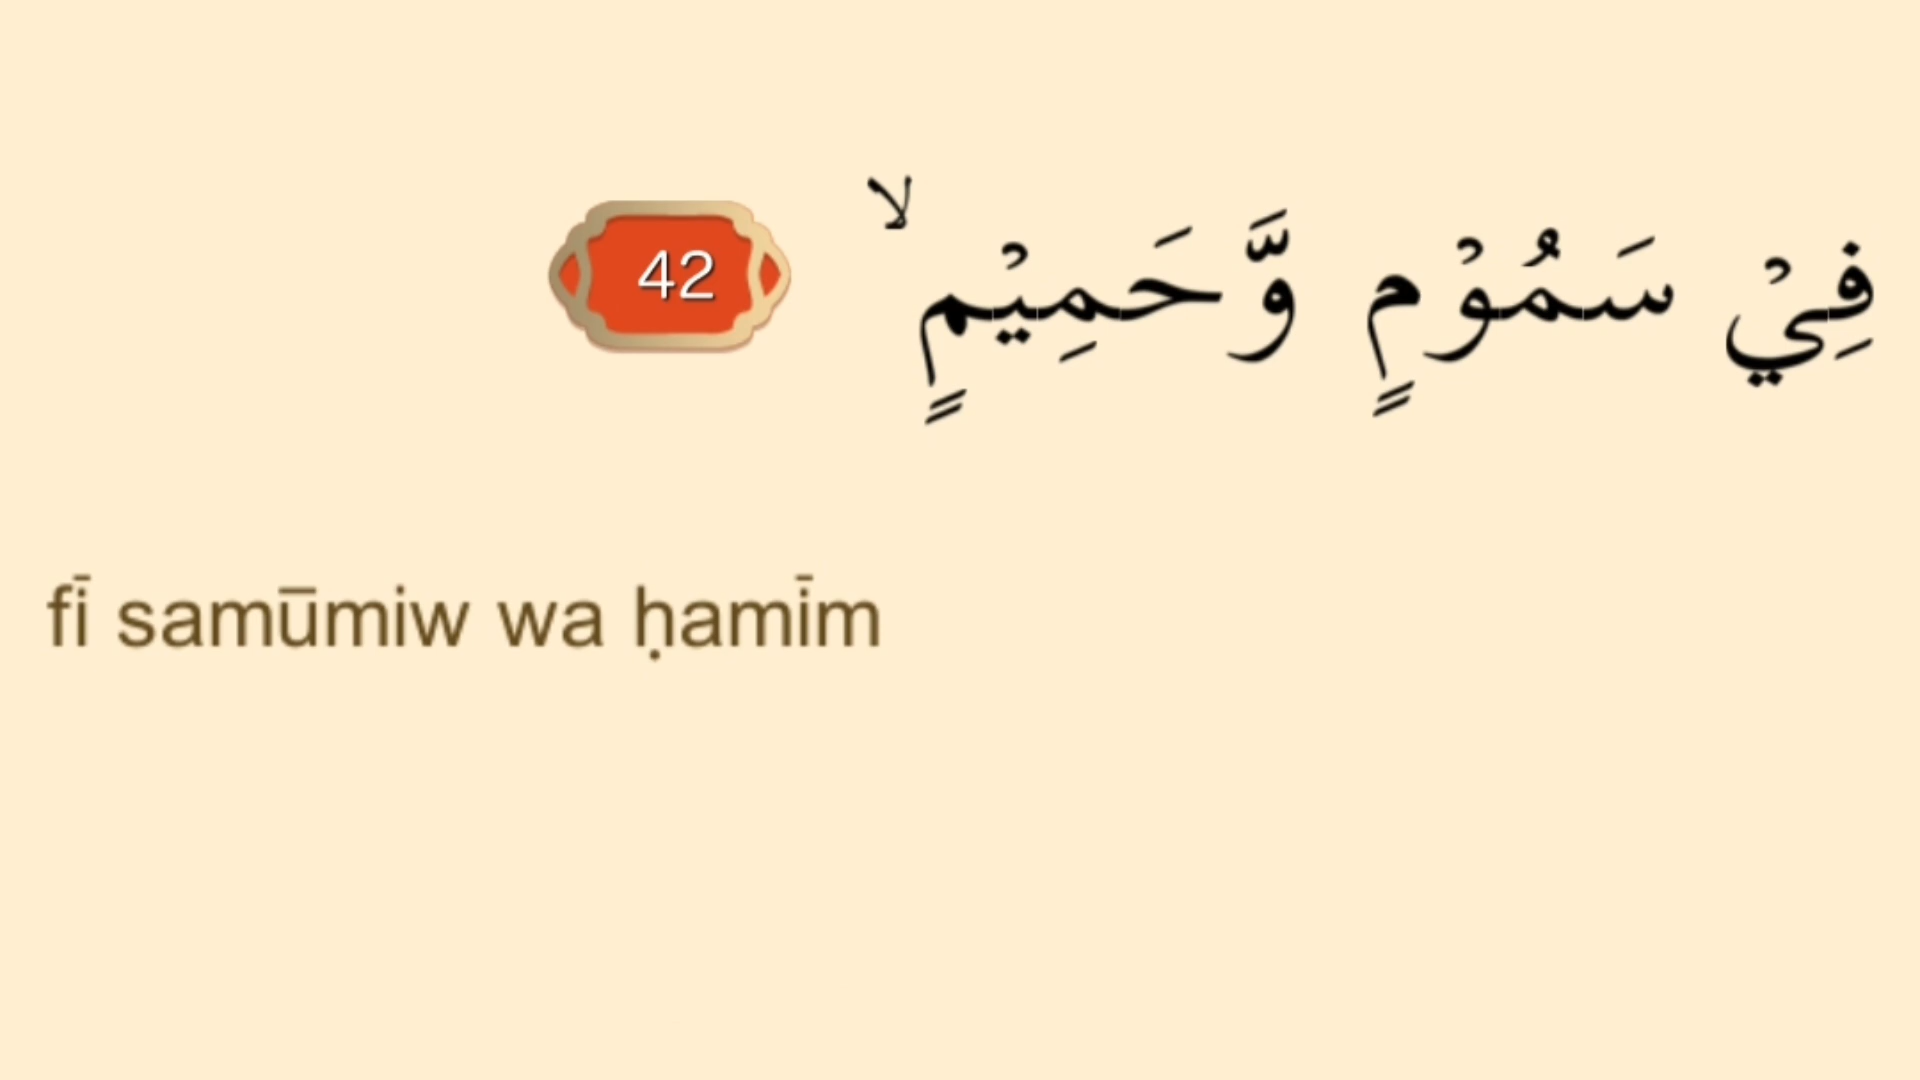 فِيْ سَمُوْمٍ وَّحَمِيْمٍ ۙ 42
fī samūmiw wa ḥamīm